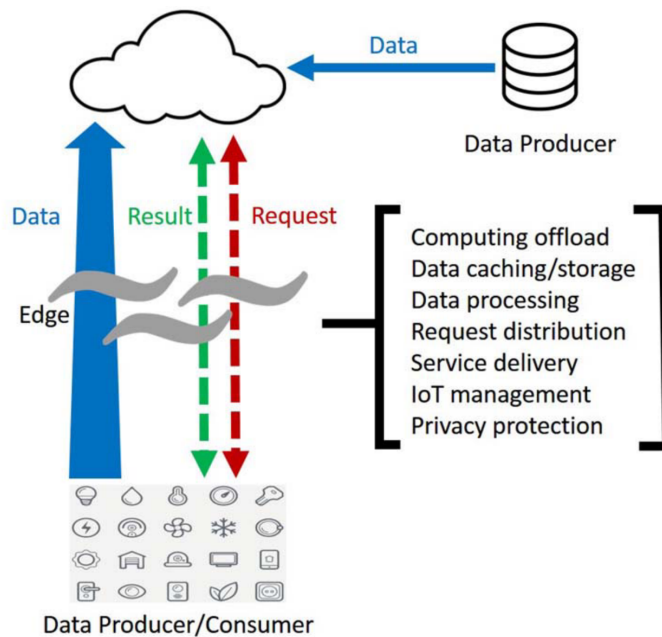 Data
Data Producer
Data
Result
Request
Edge
Computing offload
Data caching/storage
Data processing
Request distribution
Service delivery
IoT management
Privacy protection
Data Producer/Consumer